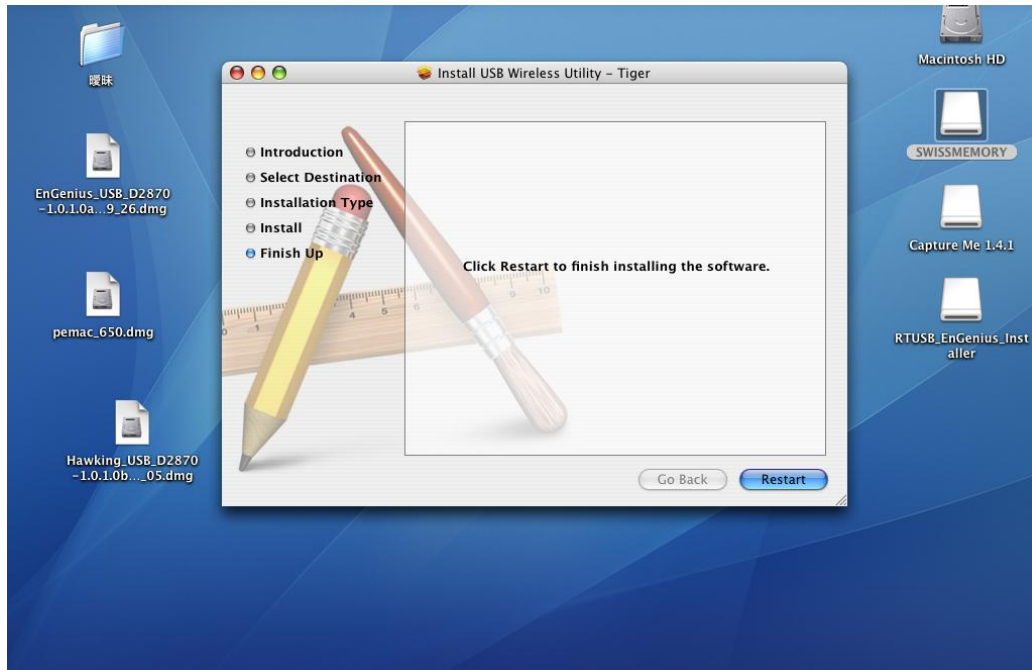 曖昧
EnGenius_USB_D2870
-1.0.1.0a...9_26.dmg
pemac_650.dmg
Hawking_USB_D2870
-1.0.1.0b..._05.dmg
Install USB Wireless Utility – Tiger
Introduction
Select Destination
Installation Type
Install
Finish Up
Click Restart to finish installing the software.
Go Back
Restart
Macintosh HD
SWISSMEMORY
Capture Me 1.4.1
RTUSB_EnGenius_Inst
aller